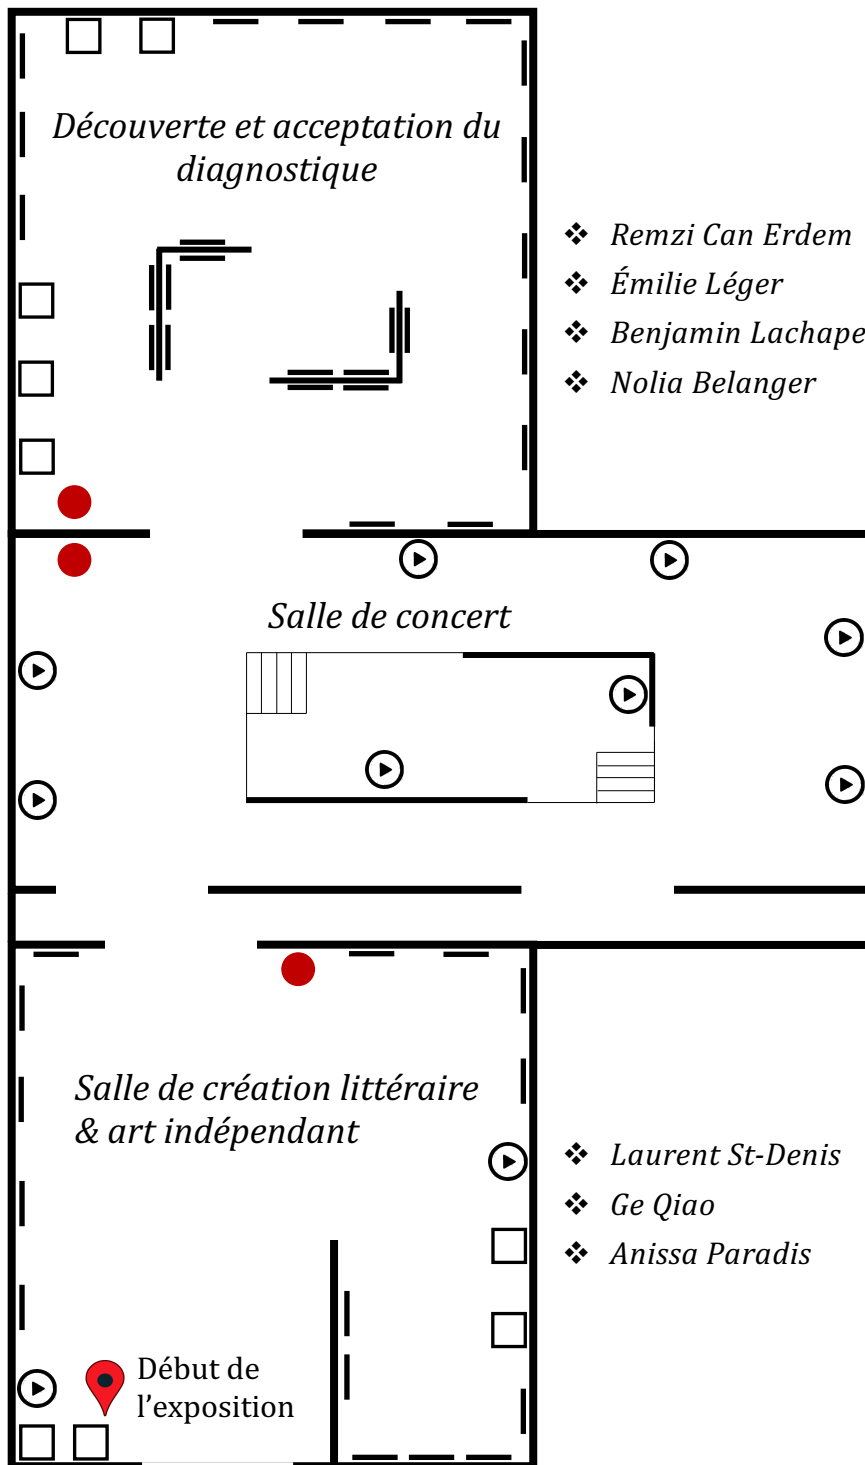 Découverte et acceptation du
diagnostique
Remzi Can Erdem
Émilie Léger
Benjamin Lachape
Nolia Belanger
Salle de concert
Salle de création littéraire
& art indépendant
Laurent St-Denis
Ge Qiao
Anissa Paradis
Début de
l'exposition